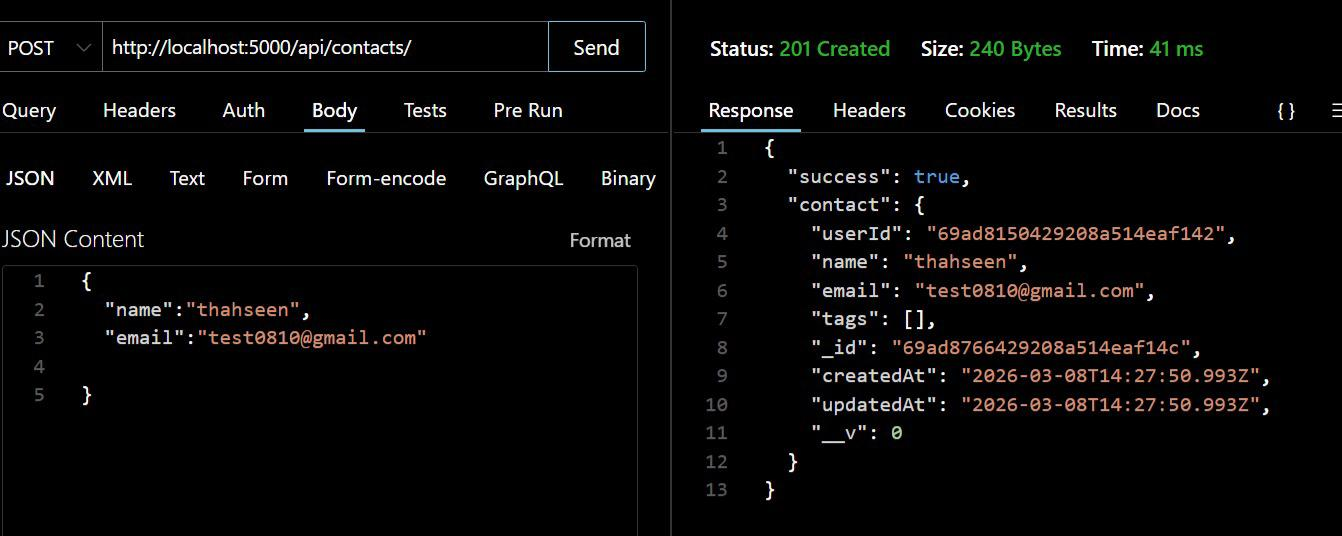 POST http://localhost:5000/api/contacts/ Send
Query Headers Auth Body Tests Pre Run
JSON XML Text Form Form-encode GraphQL Binary
JSON Content Format
1 {
2 "name":"thahseen",
3 "email":"test0810@gmail.com"
4
5 }
Status: 201 Created Size: 240 Bytes Time: 41 ms
Response Headers Cookies Results Docs {}
1 {
2 "success": true,
3 "contact": {
4 "userId": "69ad8150429208a514eaf142",
5 "name": "thahseen",
6 "email": "test0810@gmail.com",
7 "tags": [],
8 "_id": "69ad8766429208a514eaf14c",
9 "createdAt": "2026-03-08T14:27:50.993Z",
10 "updatedAt": "2026-03-08T14:27:50.993Z",
11 "__v": 0
12 }
13 }